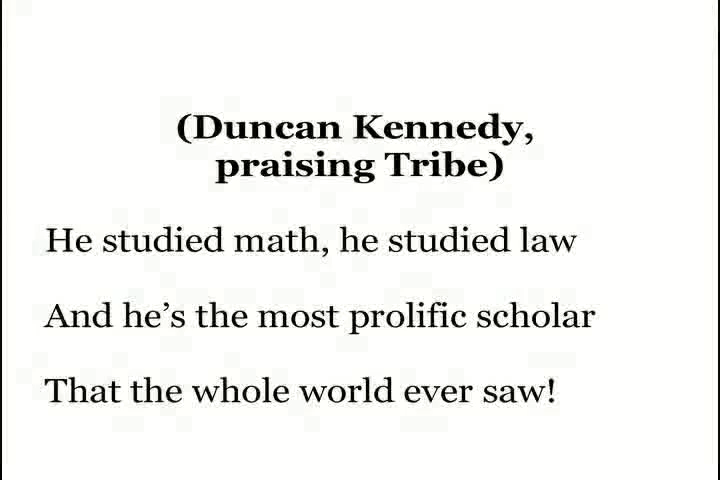 (Duncan Kennedy,
praising Tribe)
He studied math, he studied law
And he’s the most prolific scholar
That the whole world ever saw!